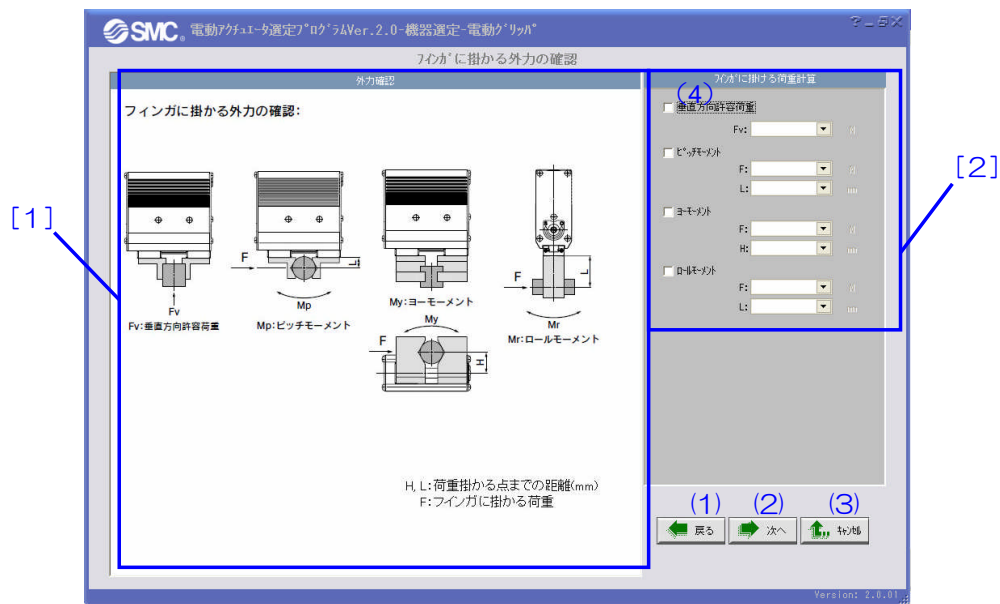 SMC。電動アクチュエータ選定プログラムVer.2.0-機器選定-電動グリッパ
フィンガに掛かる外力の確認
外力確認
フィンガに掛かる外力の確認:
[1]
F
L
F
L
Fv
Fv:垂直方向許容荷重
Mp
Mp:ピッチモーメント
My:ヨーモーメント
My
F
H
Mr
Mr:ロールモーメント
H, L:荷重掛かる点までの距離(mm)
F:フィンガに掛かる荷重
フィンガに掛ける荷重計算
[2]
(4)
垂直方向許容荷重
Fv:
N
ピッチモーメント
F:
N
L:
mm
ヨーモーメント
F:
N
H:
mm
ロールモーメント
F:
N
L:
mm
(1) (2) (3)
戻る 次へ キャンセル
Version: 2.0.01